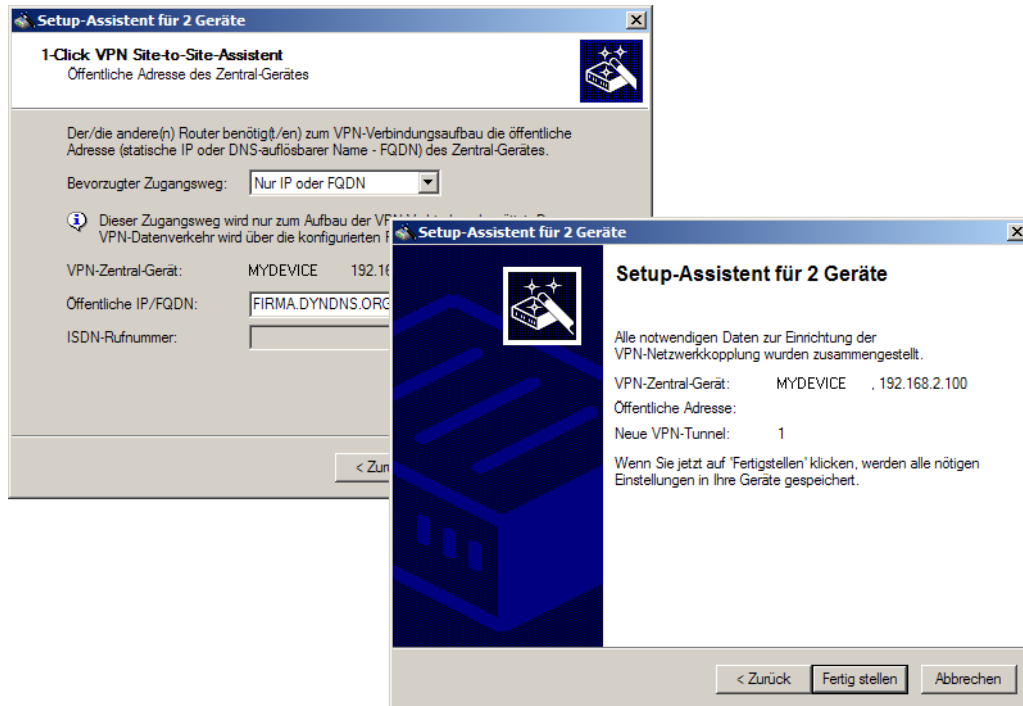 Setup-Assistent für 2 Geräte
1-Click VPN Site-to-Site-Assistent
Öffentliche Adresse des Zentral-Gerätes
Der/die andere(n) Router benötig(t/en) zum VPN-Verbindungsaufbau die öffentliche
Adresse (statische IP oder DNS-auflösbarer Name - FQDN) des Zentral-Gerätes.
Bevorzugter Zugangsweg: Nur IP oder FQDN
Dieser Zugangsweg wird nur zum Aufbau der
VPN-Datenverkehr wird über die konfigurierten
VPN-Zentral-Gerät: MYDEVICE 192.16
Öffentliche IP/FQDN: FIRMA.DYNDNS.ORG
ISDN-Rufnummer:
< Zur
Setup-Assistent für 2 Geräte
Setup-Assistent für 2 Geräte
Alle notwendigen Daten zur Einrichtung der
VPN-Netzwerkkopplung wurden zusammengestellt.
VPN-Zentral-Gerät: MYDEVICE , 192.168.2.100
Öffentliche Adresse:
Neue VPN-Tunnel: 1
Wenn Sie jetzt auf 'Fertigstellen' klicken, werden alle nötigen
Einstellungen in Ihre Geräte gespeichert.
< Zurück Fertig stellen Abbrechen